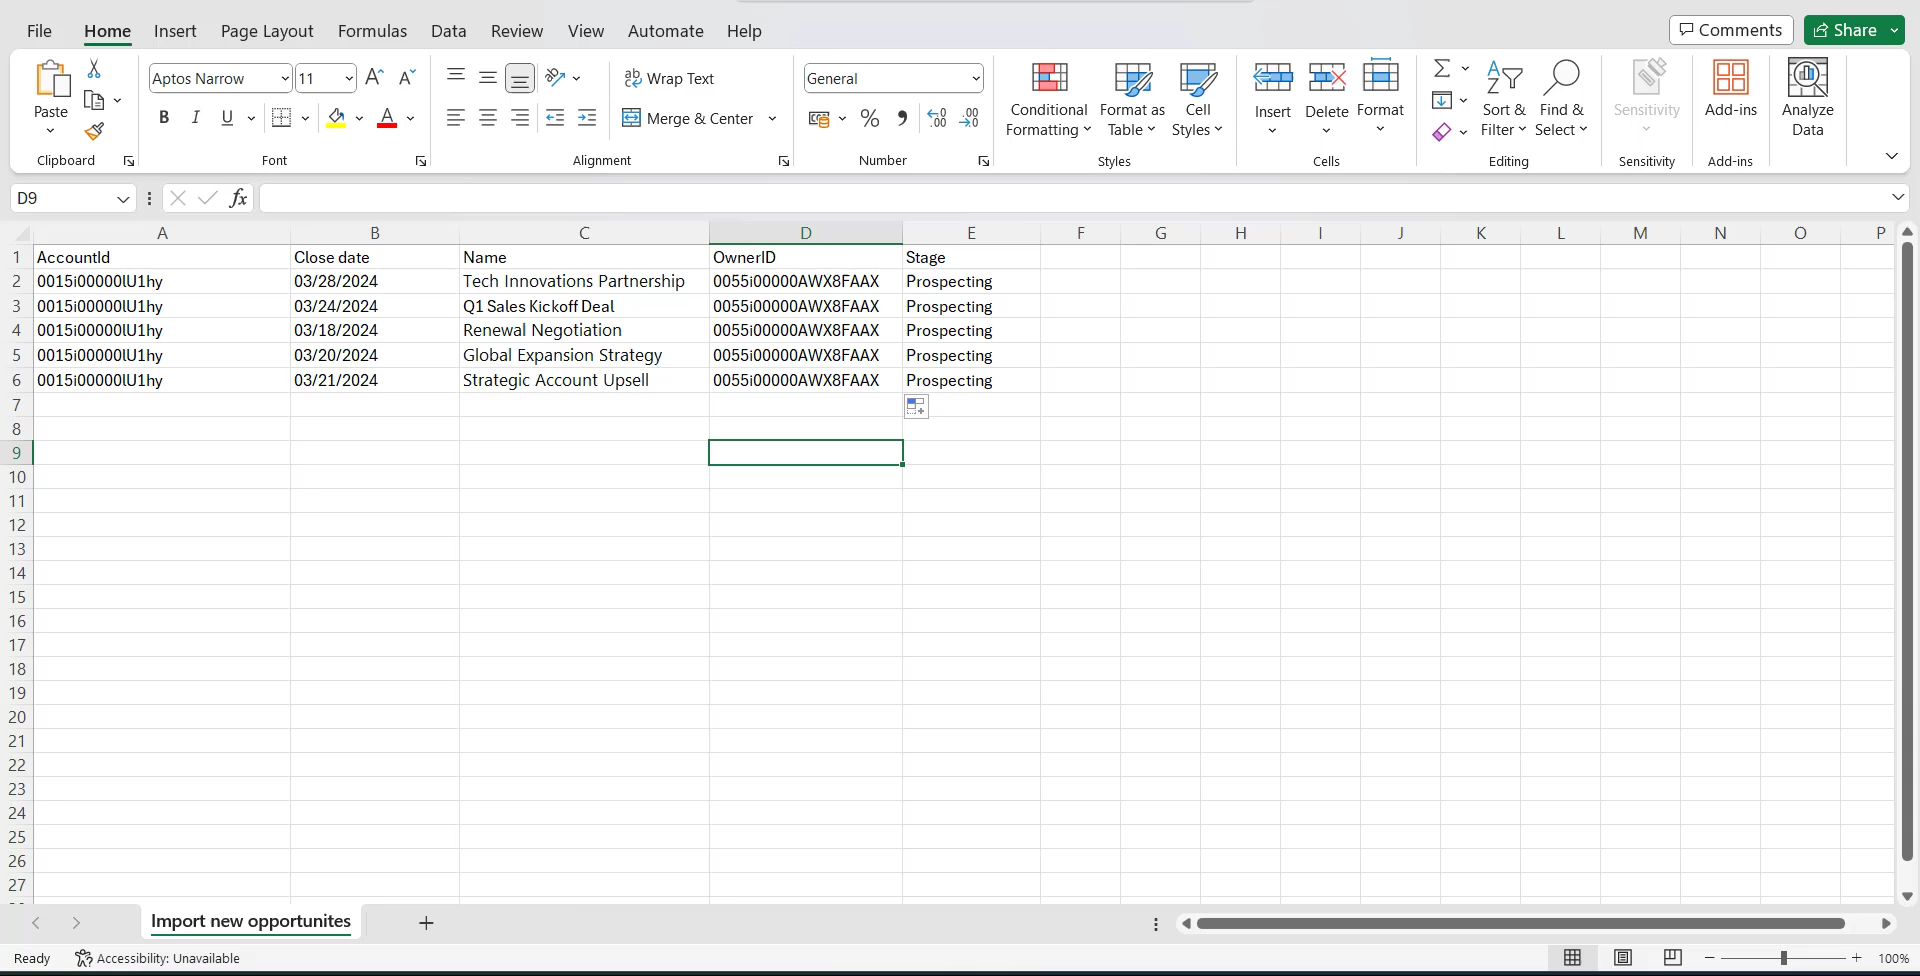 File Home Insert Page Layout Formulas Data Review View Automate Help Comments Share
Aptos Narrow 11 Wrap Text General
Paste B I U Merge & Center % Conditional Formatting Format as Table Cell Styles Insert Delete Format Sort & Filter Find & Select Sensitivity Add-ins Analyze Data
Clipboard Font Alignment Number Styles Cells Editing Sensitivity Add-ins
D9 fx
A B C D E F G H I J K L M N O P
1 AccountId Close date Name OwnerID Stage
2 0015i00000lU1hy 03/28/2024 Tech Innovations Partnership 0055i00000AWX8FAAX Prospecting
3 0015i00000lU1hy 03/24/2024 Q1 Sales Kickoff Deal 0055i00000AWX8FAAX Prospecting
4 0015i00000lU1hy 03/18/2024 Renewal Negotiation 0055i00000AWX8FAAX Prospecting
5 0015i00000lU1hy 03/20/2024 Global Expansion Strategy 0055i00000AWX8FAAX Prospecting
6 0015i00000lU1hy 03/21/2024 Strategic Account Upsell 0055i00000AWX8FAAX Prospecting
7
8
9
10
11
12
13
14
15
16
17
18
19
20
21
22
23
24
25
26
27
Import new opportunites
Ready Accessibility: Unavailable 100%